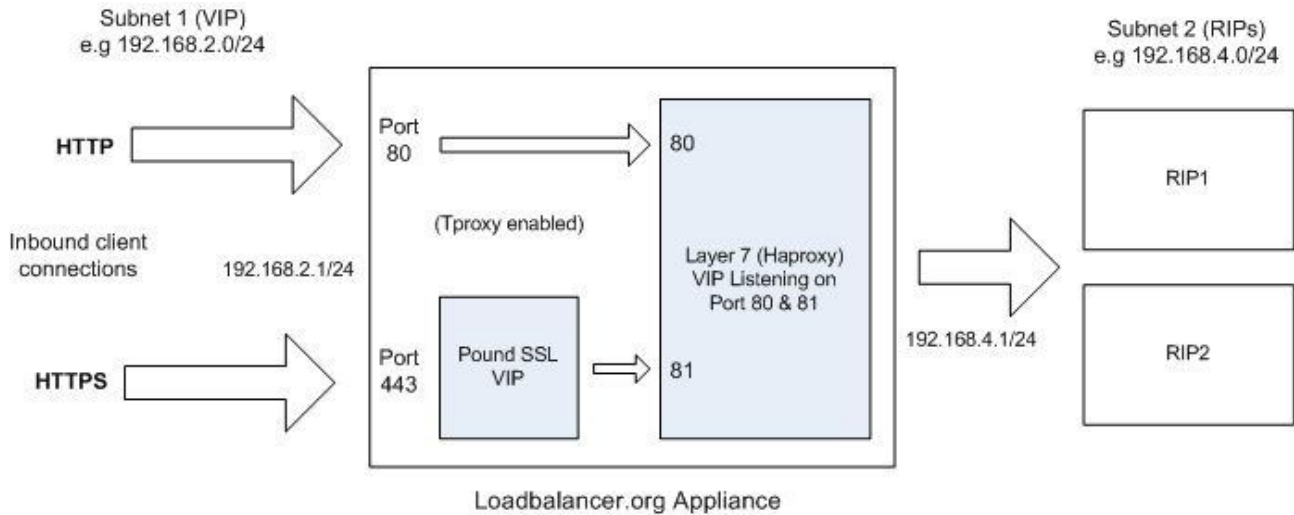 Subnet 1 (VIP)
e.g 192.168.2.0/24
Subnet 2 (RIPs)
e.g 192.168.4.0/24
HTTP
Port
80
80
RIP1
(Tproxy enabled)
Inbound client
connections
192.168.2.1/24
Layer 7 (Haproxy)
VIP Listening on
Port 80 & 81
192.168.4.1/24
HTTPS
Port
443
Pound SSL
VIP
81
RIP2
Loadbalancer.org Appliance